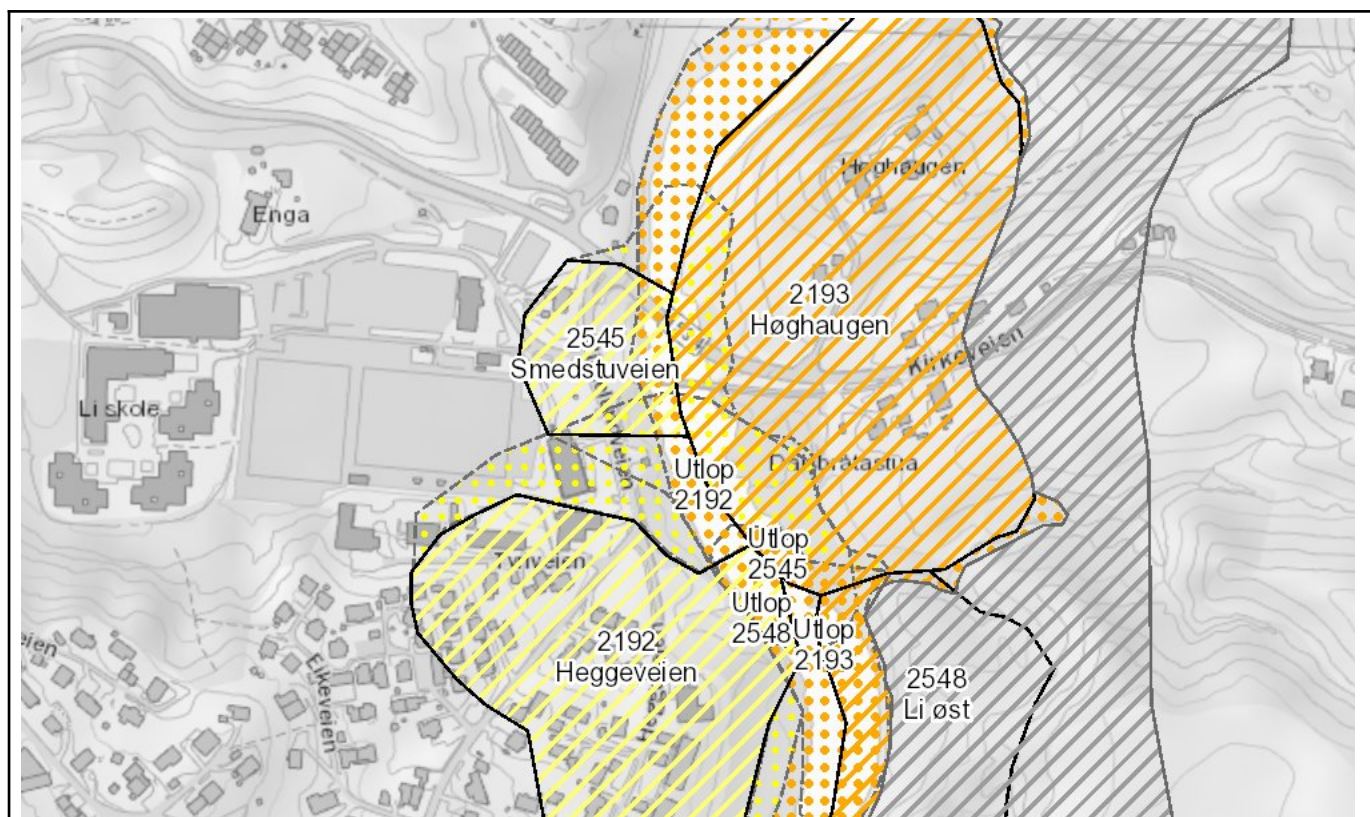 Høghaugen
Enga
2193
Høghaugen
2545
Smedstuveien
Kirkeveien
Li skole
Utlop
2192
Utlop
2545
Tyriveien
Utlop
2548
Utlop
2193
2192
Heggeveien
2548
Li øst
Eikeveien